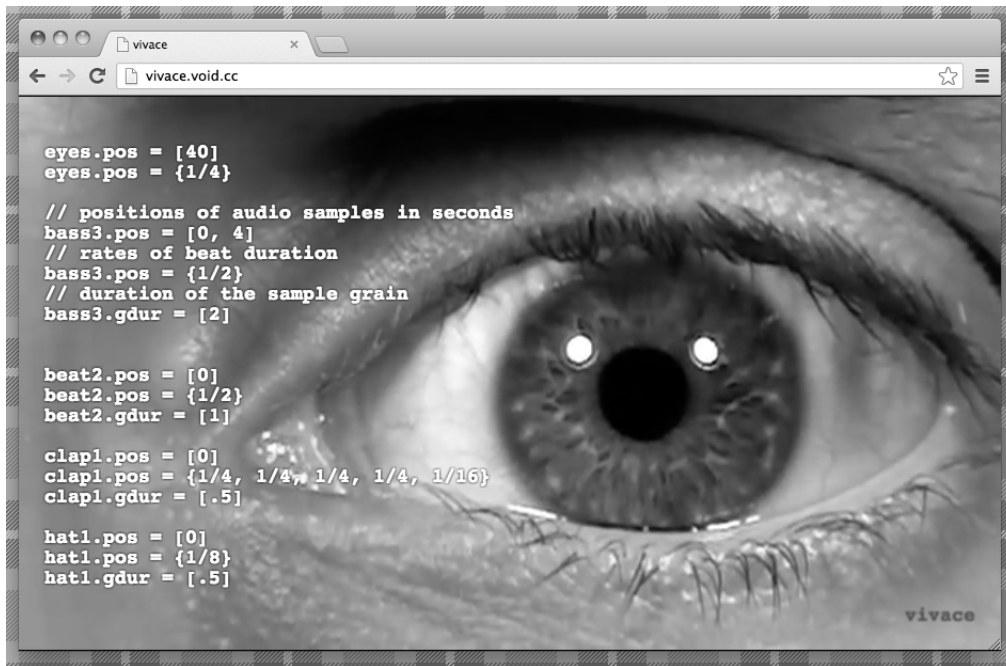 vivace
vivace.void.cc
eyes.pos = [40]
eyes.pos = {1/4}
// positions of audio samples in seconds
bass3.pos = [0, 4]
// rates of beat duration
bass3.pos = {1/2}
// duration of the sample grain
bass3.gdur = [2]
beat2.pos = [0]
beat2.pos = {1/2}
beat2.gdur = [1]
clap1.pos = [0]
clap1.pos = {1/4, 1/4, 1/4, 1/4, 1/16}
clap1.gdur = [.5]
hat1.pos = [0]
hat1.pos = {1/8}
hat1.gdur = [.5]
vivace